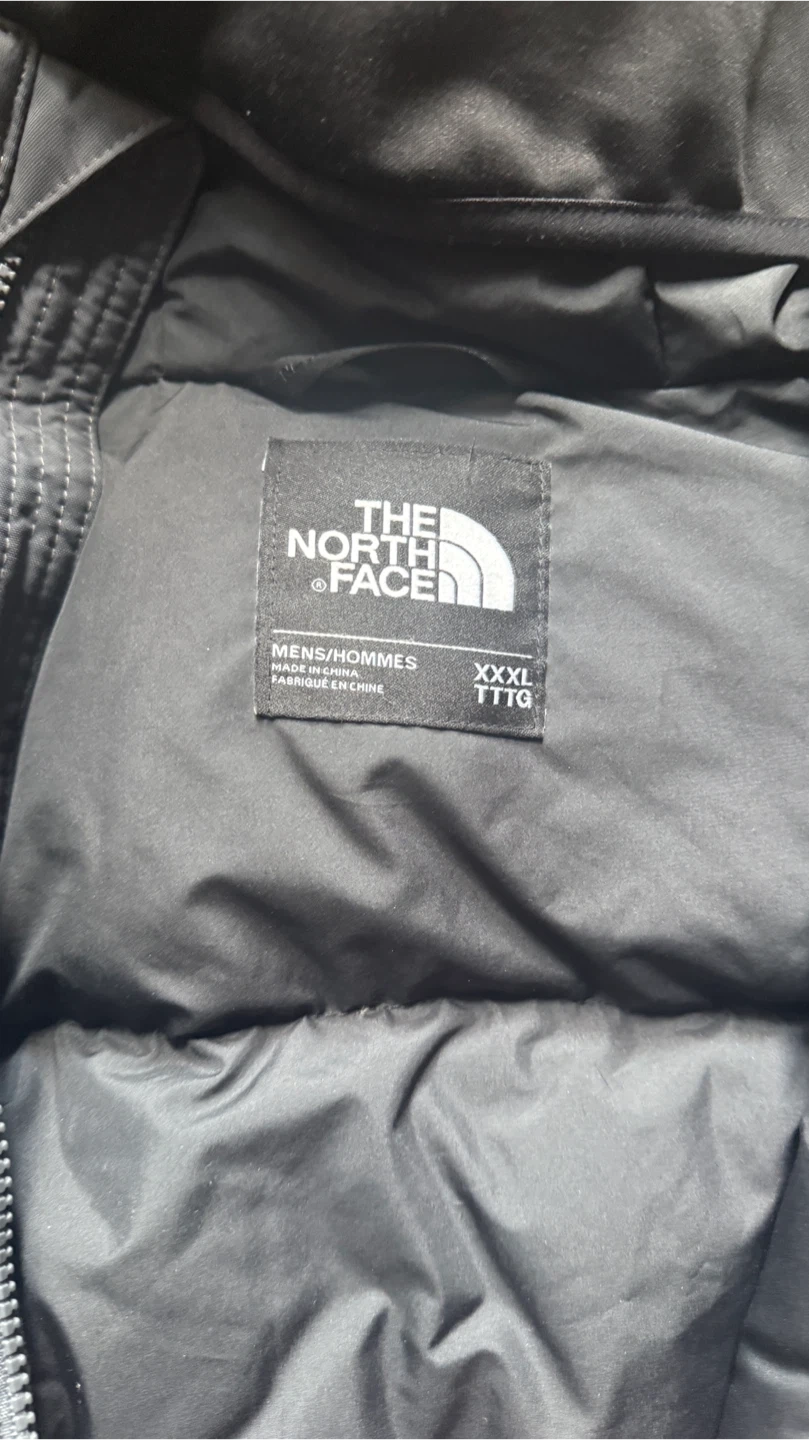 THE
NORTH
® FACE
MENS/HOMMES
MADE IN CHINA
FABRIQUÉ EN CHINE
XXXL
TTTG